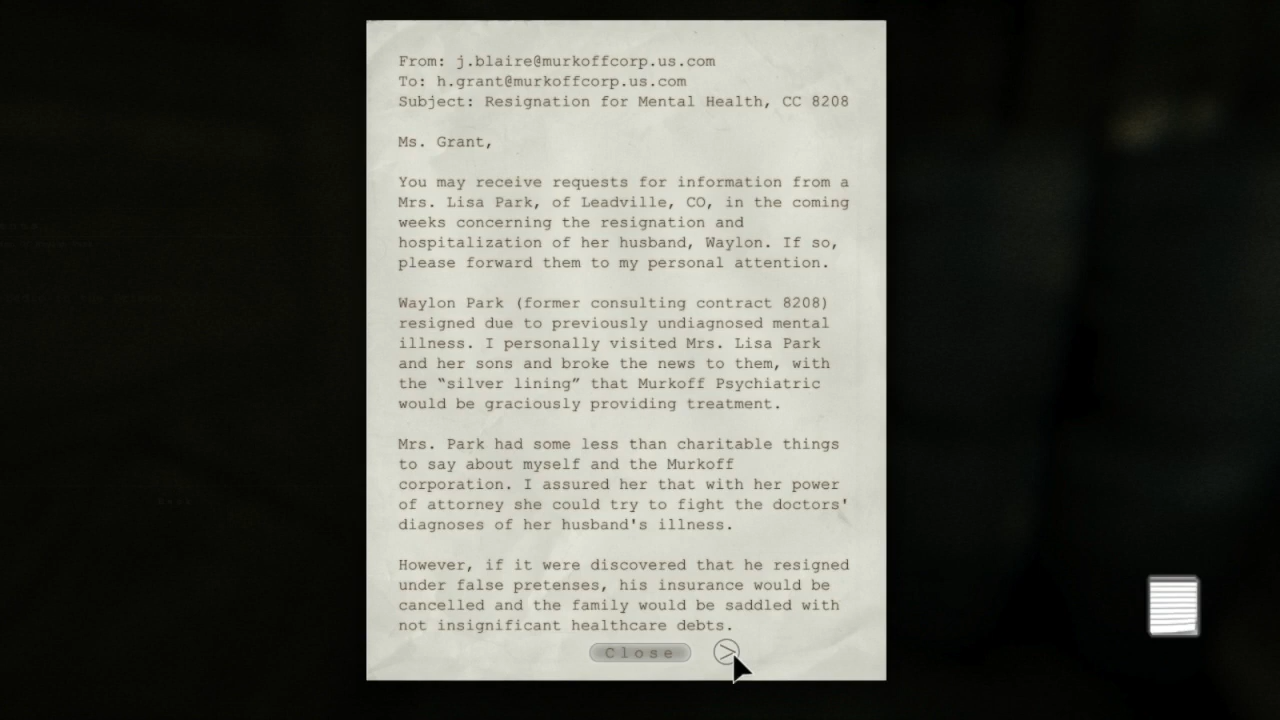 From: j.blaire@murkoffcorp.us.com
To: h.grant@murkoffcorp.us.com
Subject: Resignation for Mental Health, CC 8208
Ms. Grant,
You may receive requests for information from a
Mrs. Lisa Park, of Leadville, CO, in the coming
weeks concerning the resignation and
hospitalization of her husband, Waylon. If so,
please forward them to my personal attention.
Waylon Park (former consulting contract 8208)
resigned due to previously undiagnosed mental
illness. I personally visited Mrs. Lisa Park
and her sons and broke the news to them, with
the “silver lining” that Murkoff Psychiatric
would be graciously providing treatment.
Mrs. Park had some less than charitable things
to say about myself and the Murkoff
corporation. I assured her that with her power
of attorney she could try to fight the doctors'
diagnoses of her husband's illness.
However, if it were discovered that he resigned
under false pretenses, his insurance would be
cancelled and the family would be saddled with
not insignificant healthcare debts.
Close >